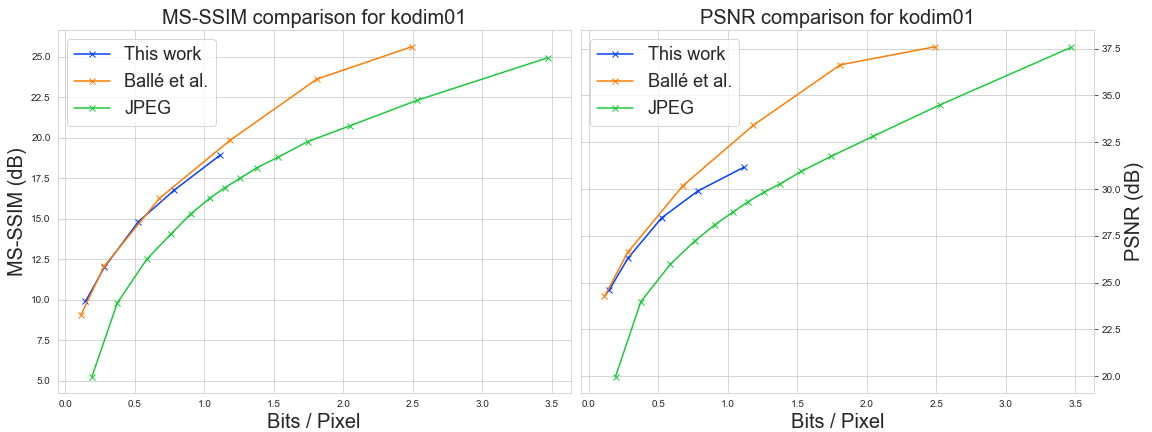 MS-SSIM comparison for kodim01
This work
Ballé et al.
JPEG
MS-SSIM (dB)
25.0
22.5
20.0
17.5
15.0
12.5
10.0
7.5
5.0
0.0 0.5 1.0 1.5 2.0 2.5 3.0 3.5
Bits / Pixel
PSNR comparison for kodim01
This work
Ballé et al.
JPEG
37.5
35.0
32.5
30.0
27.5
25.0
22.5
20.0
PSNR (dB)
0.0 0.5 1.0 1.5 2.0 2.5 3.0 3.5
Bits / Pixel